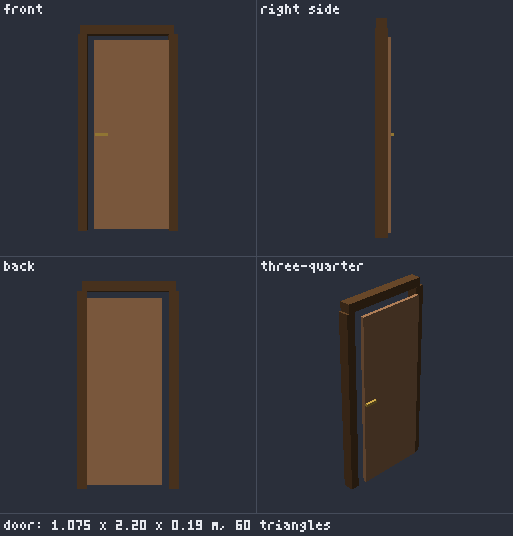 front
right side
back
three-quarter
door: 1.075 x 2.20 x 0.19 m, 60 triangles